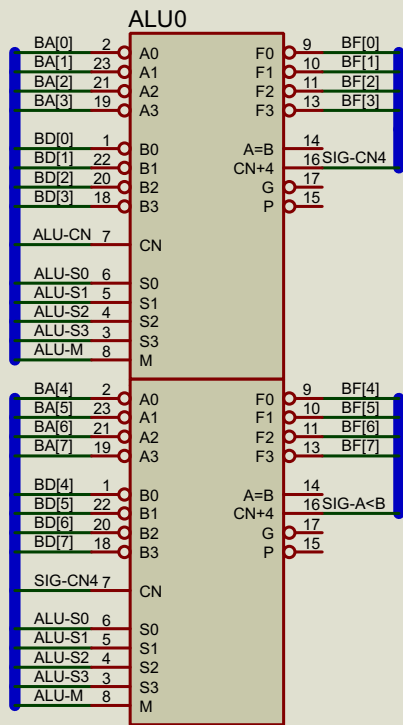 ALU0
BA[0] 2 A0 F0 9 BF[0]
BA[1] 23 A1 F1 10 BF[1]
BA[2] 21 A2 F2 11 BF[2]
BA[3] 19 A3 F3 13 BF[3]
BD[0] 1 B0 A=B 14
BD[1] 22 B1 CN+4 16 SIG-CN4
BD[2] 20 B2 G 17
BD[3] 18 B3 P 15
ALU-CN 7 CN
ALU-S0 6 S0
ALU-S1 5 S1
ALU-S2 4 S2
ALU-S3 3 S3
ALU-M 8 M
BA[4] 2 A0 F0 9 BF[4]
BA[5] 23 A1 F1 10 BF[5]
BA[6] 21 A2 F2 11 BF[6]
BA[7] 19 A3 F3 13 BF[7]
BD[4] 1 B0 A=B 14
BD[5] 22 B1 CN+4 16 SIG-A<B
BD[6] 20 B2 G 17
BD[7] 18 B3 P 15
SIG-CN4 7 CN
ALU-S0 6 S0
ALU-S1 5 S1
ALU-S2 4 S2
ALU-S3 3 S3
ALU-M 8 M